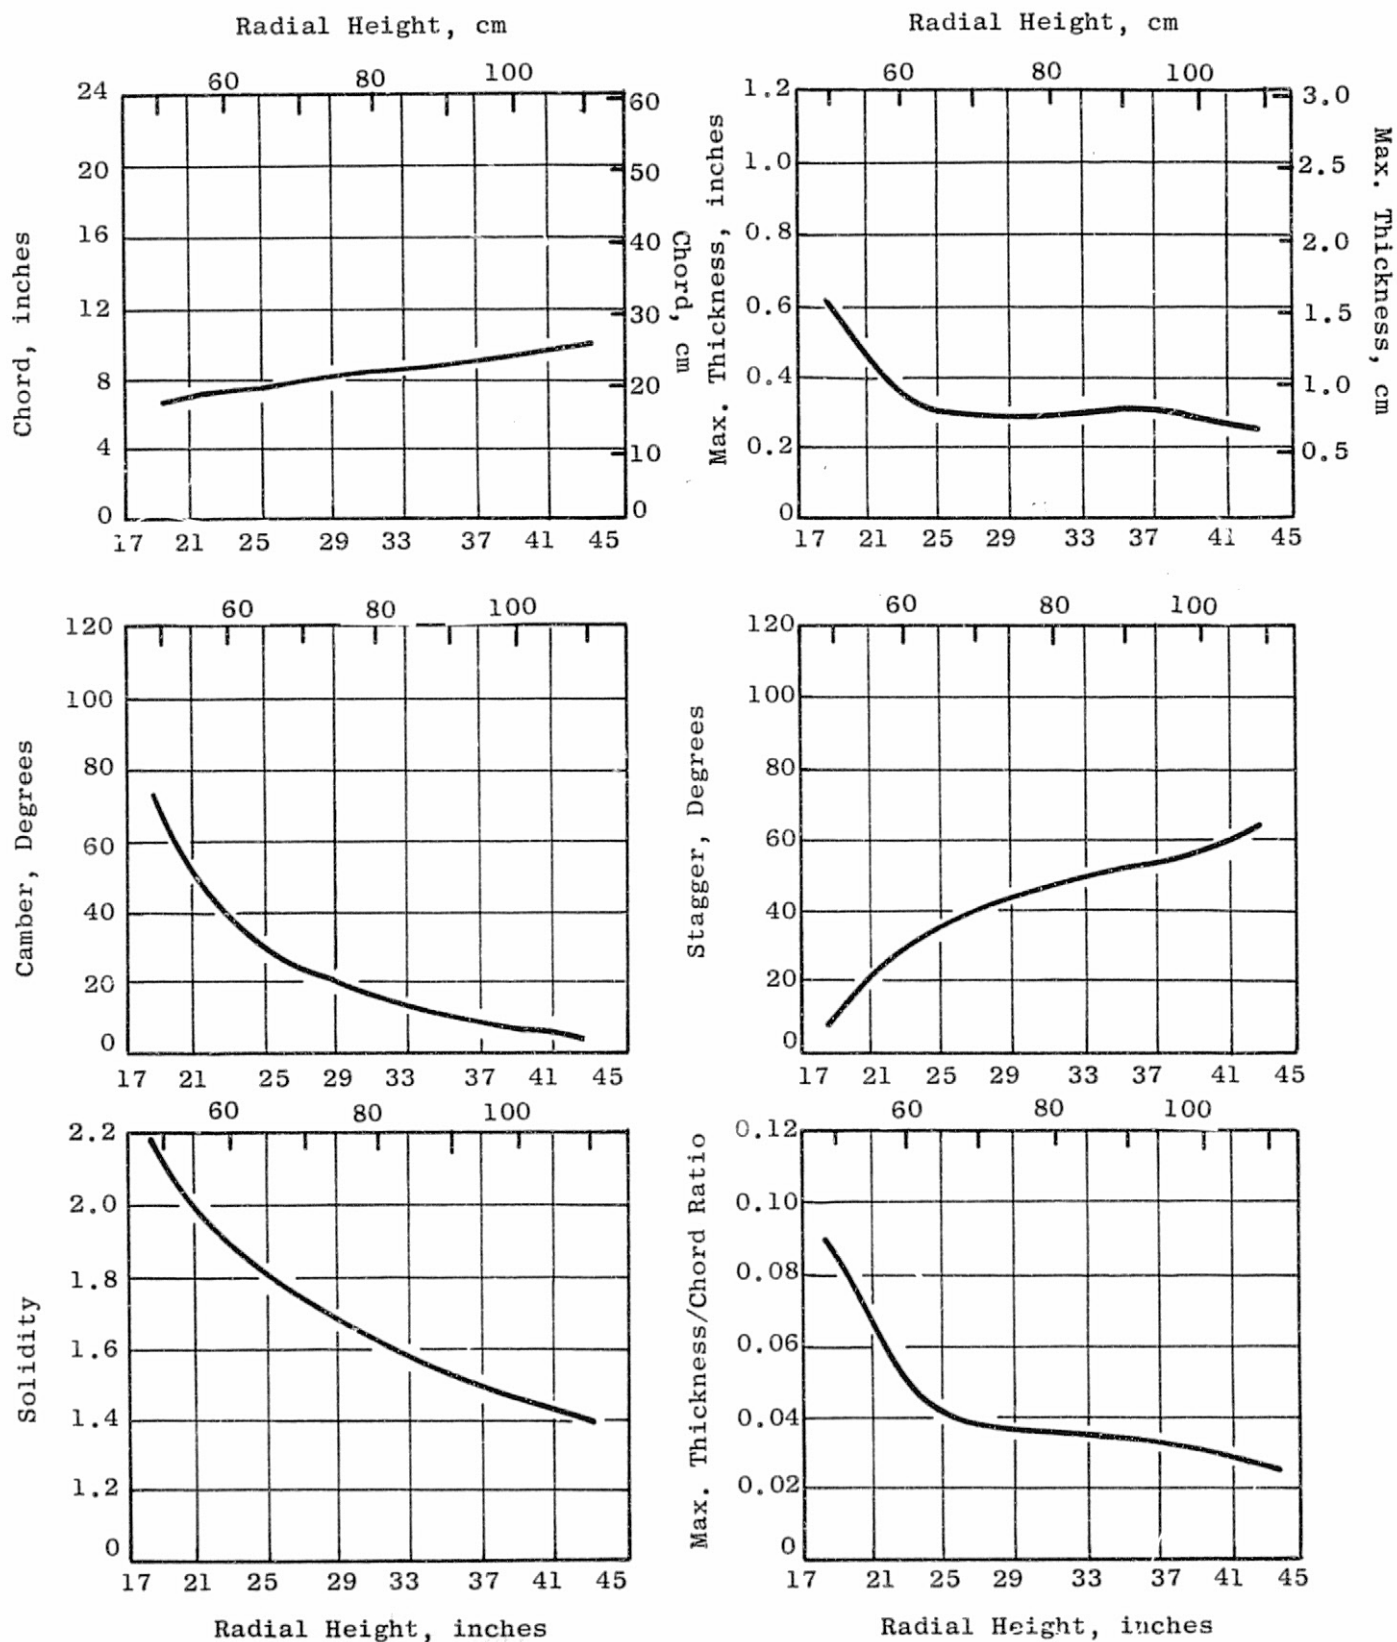 Radial Height, cm
60 80 100
24
20
16
12
8
4
0
Chord, inches
60
50
40
30
20
10
0
Chord, cm
17 21 25 29 33 37 41 45
Radial Height, cm
60 80 100
1.2
1.0
0.8
0.6
0.4
0.2
0
Max. Thickness, inches
3.0
2.5
2.0
1.5
1.0
0.5
Max. Thickness, cm
17 21 25 29 33 37 41 45
60 80 100
120
100
80
60
40
20
0
Camber, Degrees
17 21 25 29 33 37 41 45
60 80 100
120
100
80
60
40
20
0
Stagger, Degrees
17 21 25 29 33 37 41 45
60 80 100
2.2
2.0
1.8
1.6
1.4
1.2
0
Solidity
17 21 25 29 33 37 41 45
Radial Height, inches
60 80 100
0.12
0.10
0.08
0.06
0.04
0.02
0
Max. Thickness/Chord Ratio
17 21 25 29 33 37 41 45
Radial Height, inches